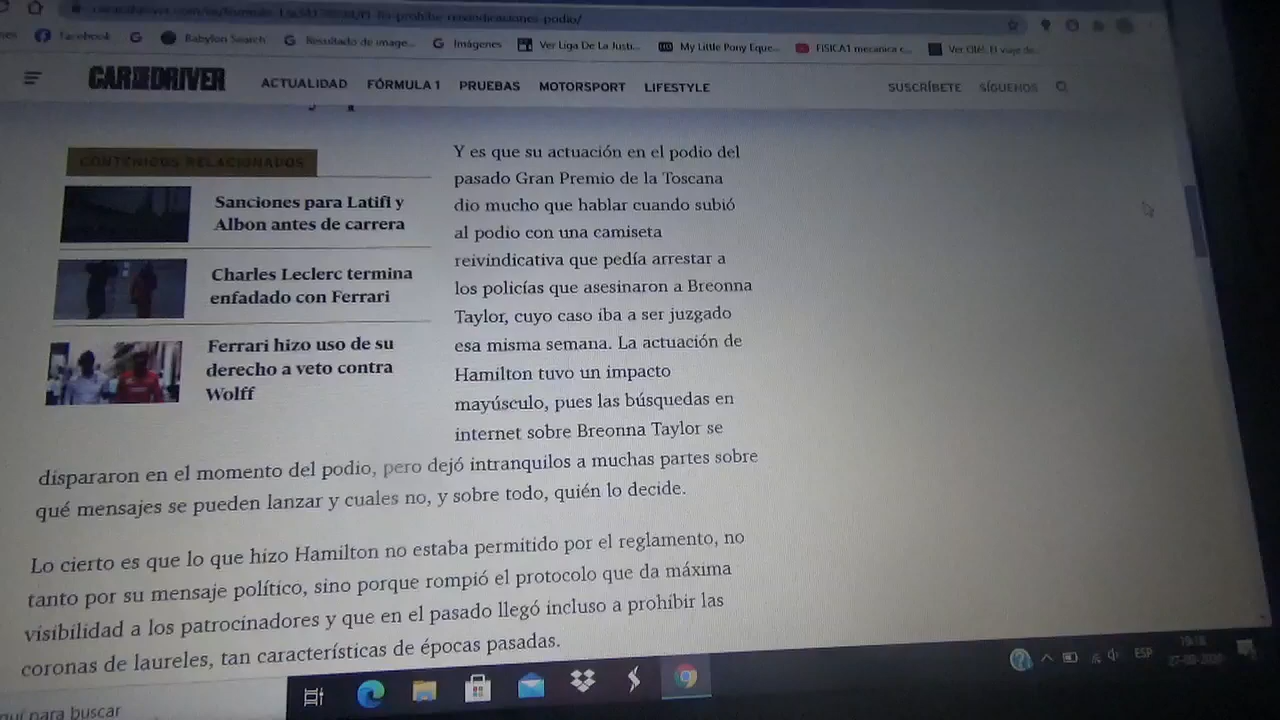 Facebook
Babylon Search
Resultado de image...
Imágenes
Ver Liga De La Justi...
HD
My Little Pony Eque...
FISICA1 mecanica c...
CAR AND DRIVER
ACTUALIDAD
FÓRMULA 1
PRUEBAS
MOTORSPORT
LIFESTYLE
SUSCRÍBETE
SÍGUENOS
CONTENIDOS RELACIONADOS
Sanciones para Latifi y
Albon antes de carrera
Charles Leclerc termina
enfadado con Ferrari
Ferrari hizo uso de su
derecho a veto contra
Wolff
Y es que su actuación en el podio del
pasado Gran Premio de la Toscana
dio mucho que hablar cuando subió
al podio con una camiseta
reivindicativa que pedía arrestar a
los policías que asesinaron a Breonna
Taylor, cuyo caso iba a ser juzgado
esa misma semana. La actuación de
Hamilton tuvo un impacto
mayúsculo, pues las búsquedas en
internet sobre Breonna Taylor se
dispararon en el momento del podio, pero dejó intranquilos a muchas partes sobre
qué mensajes se pueden lanzar y cuales no, y sobre todo, quién lo decide.
Lo cierto es que lo que hizo Hamilton no estaba permitido por el reglamento, no
tanto por su mensaje político, sino porque rompió el protocolo que da máxima
visibilidad a los patrocinadores y que en el pasado llegó incluso a prohibir las
coronas de laureles, tan características de épocas pasadas.
para buscar
ESP